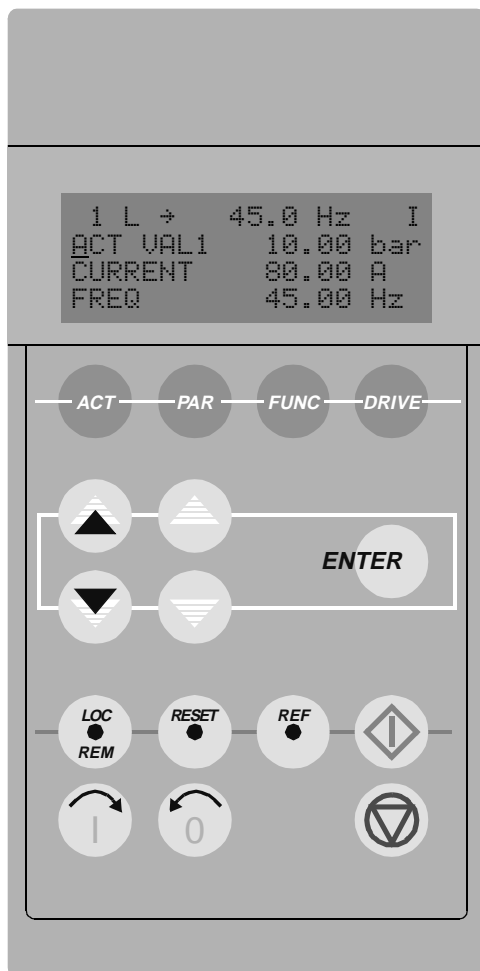 1 L → 45.0 Hz I
ACT VAL1 10.00 bar
CURRENT 80.00 A
FREQ 45.00 Hz
ACT PAR FUNC DRIVE
ENTER
LOC RESET REF
REM
I 0